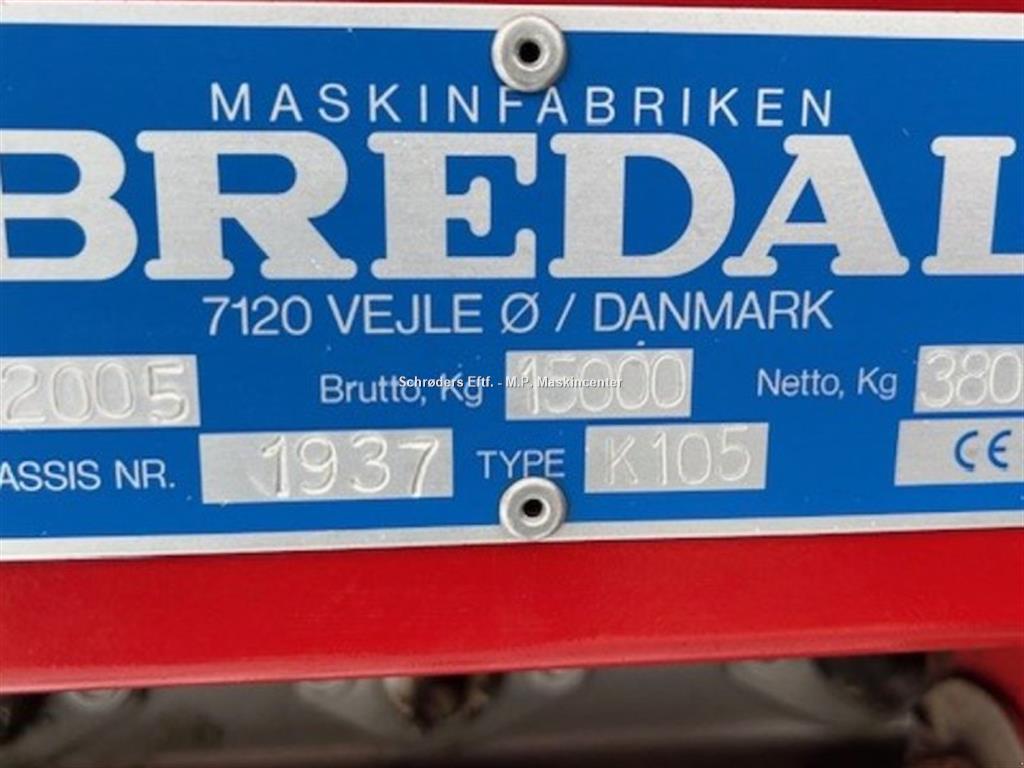 MASKINFABRIKEN
BREDAL
7120 VEJLE Ø / DANMARK
2005 Brutto, Kg 15000 Netto, Kg 380
Schrøders Eftf. - M.P. Maskincenter
ASSIS NR. 1937 TYPE K105 CE